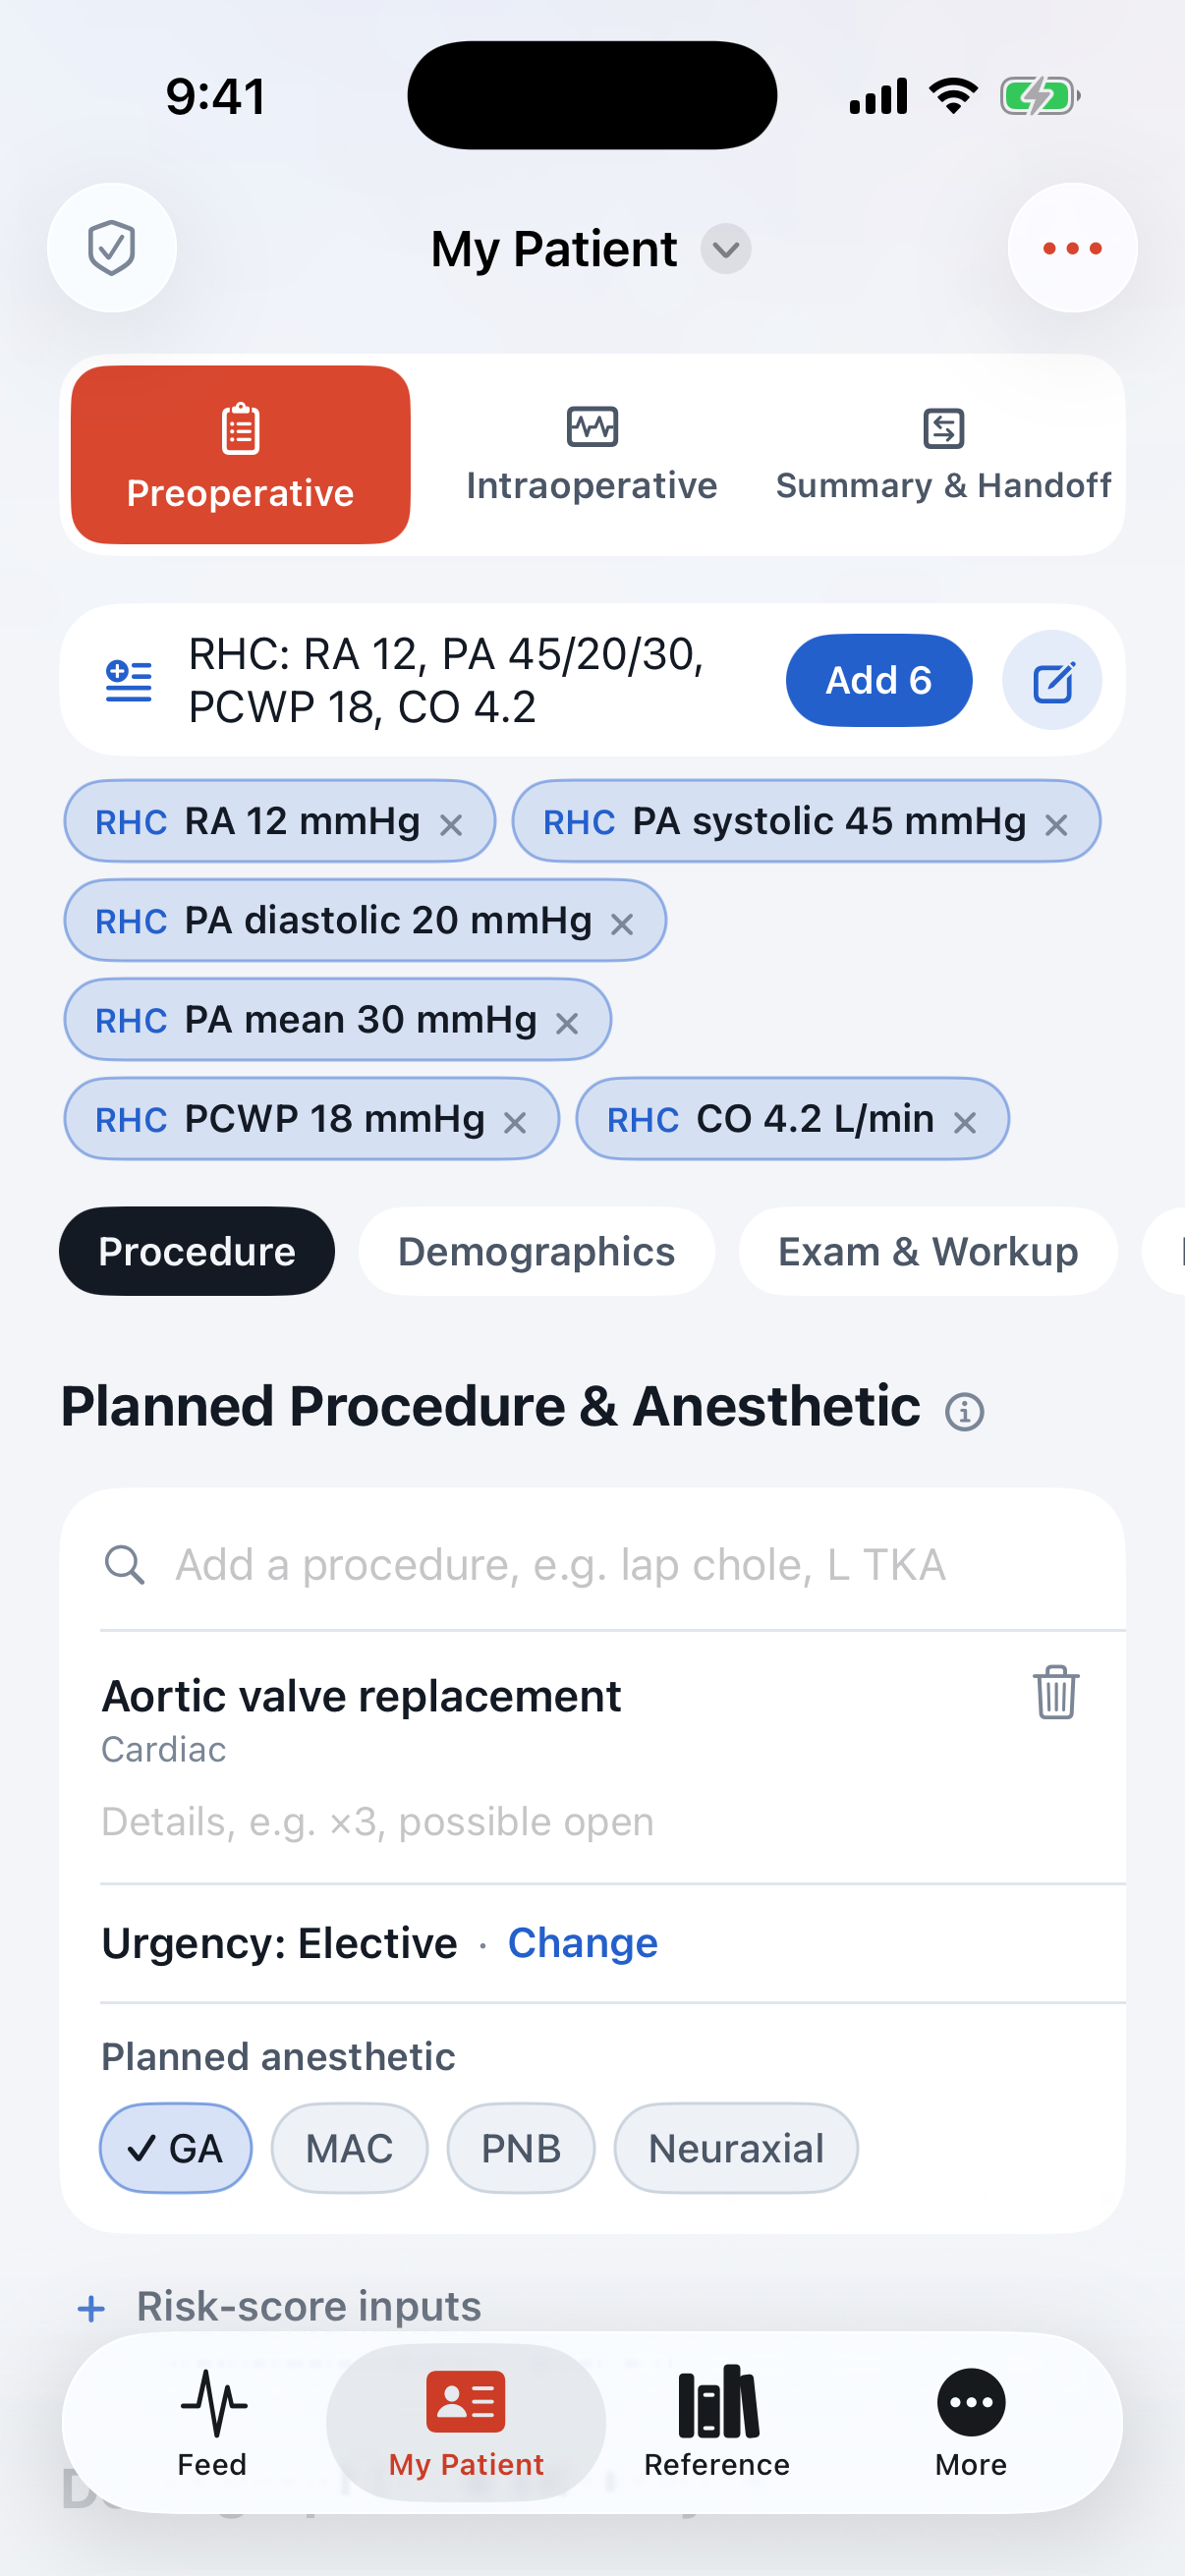 9:41
My Patient
Preoperative
Intraoperative
Summary & Handoff
RHC: RA 12, PA 45/20/30,
PCWP 18, CO 4.2
Add 6
RHC RA 12 mmHg ×
RHC PA systolic 45 mmHg ×
RHC PA diastolic 20 mmHg ×
RHC PA mean 30 mmHg ×
RHC PCWP 18 mmHg ×
RHC CO 4.2 L/min ×
Procedure
Demographics
Exam & Workup
Planned Procedure & Anesthetic
Add a procedure, e.g. lap chole, L TKA
Aortic valve replacement
Cardiac
Details, e.g. ×3, possible open
Urgency: Elective · Change
Planned anesthetic
✓ GA
MAC
PNB
Neuraxial
+ Risk-score inputs
Feed
My Patient
Reference
More